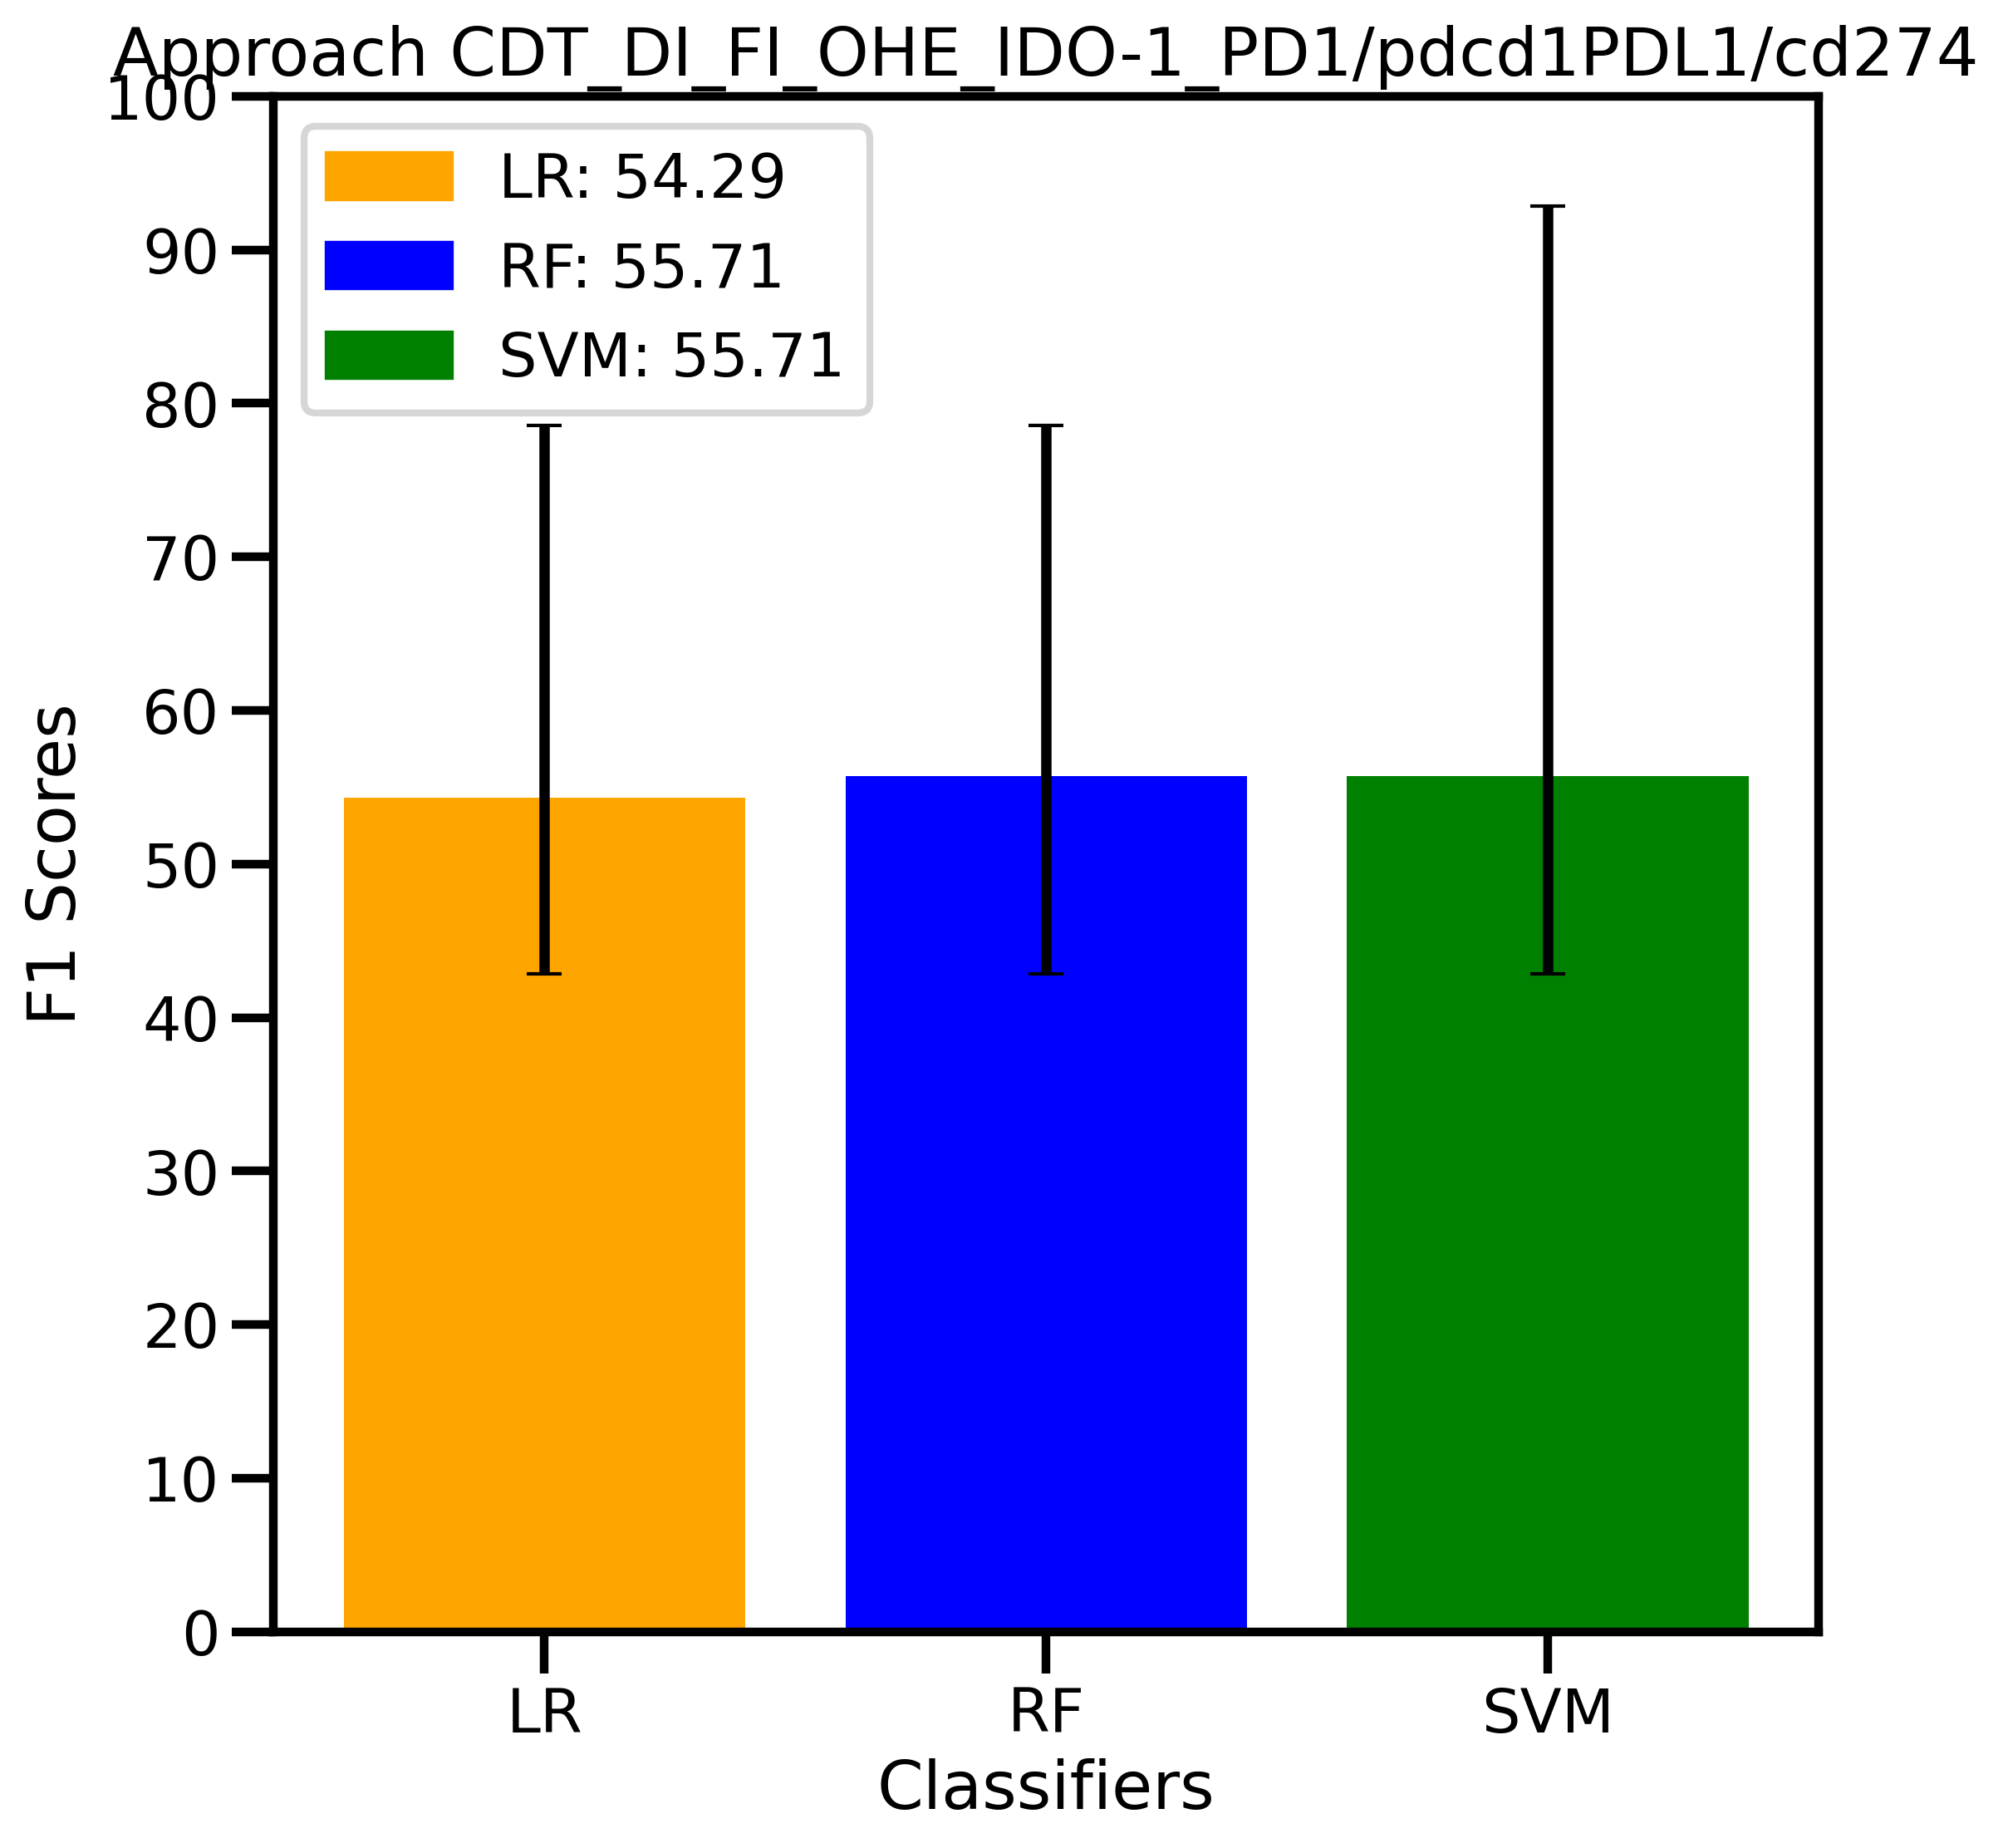 Approach CDT_DI_FI_OHE_IDO-1_PD1/pdcd1PDL1/cd274
100
90
80
70
60
50
40
30
20
10
0
F1 Scores
LR: 54.29
RF: 55.71
SVM: 55.71
LR
RF
SVM
Classifiers